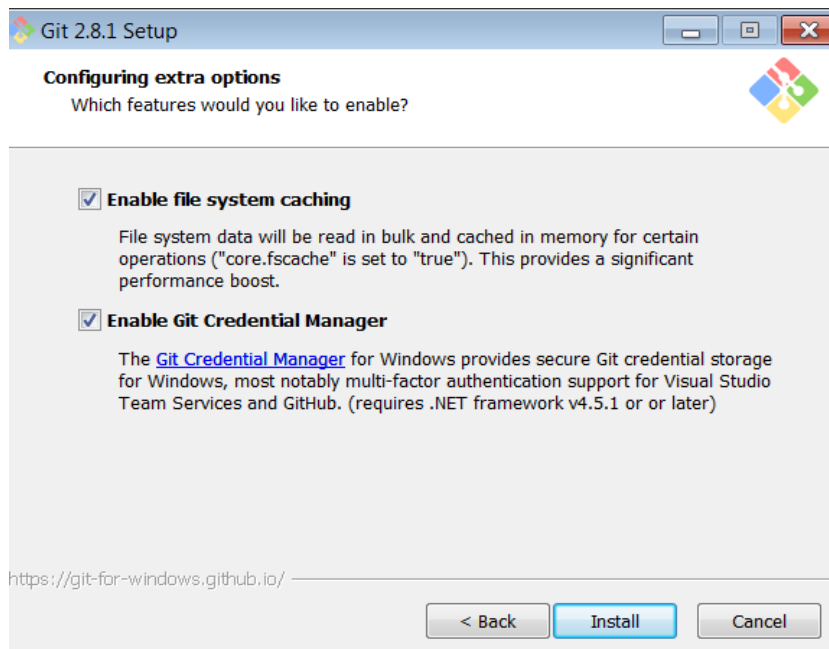 Git 2.8.1 Setup
Configuring extra options
Which features would you like to enable?
Enable file system caching
File system data will be read in bulk and cached in memory for certain
operations ("core.fscache" is set to "true"). This provides a significant
performance boost.
Enable Git Credential Manager
The Git Credential Manager for Windows provides secure Git credential storage
for Windows, most notably multi-factor authentication support for Visual Studio
Team Services and GitHub. (requires .NET framework v4.5.1 or or later)
https://git-for-windows.github.io/
< Back Install Cancel